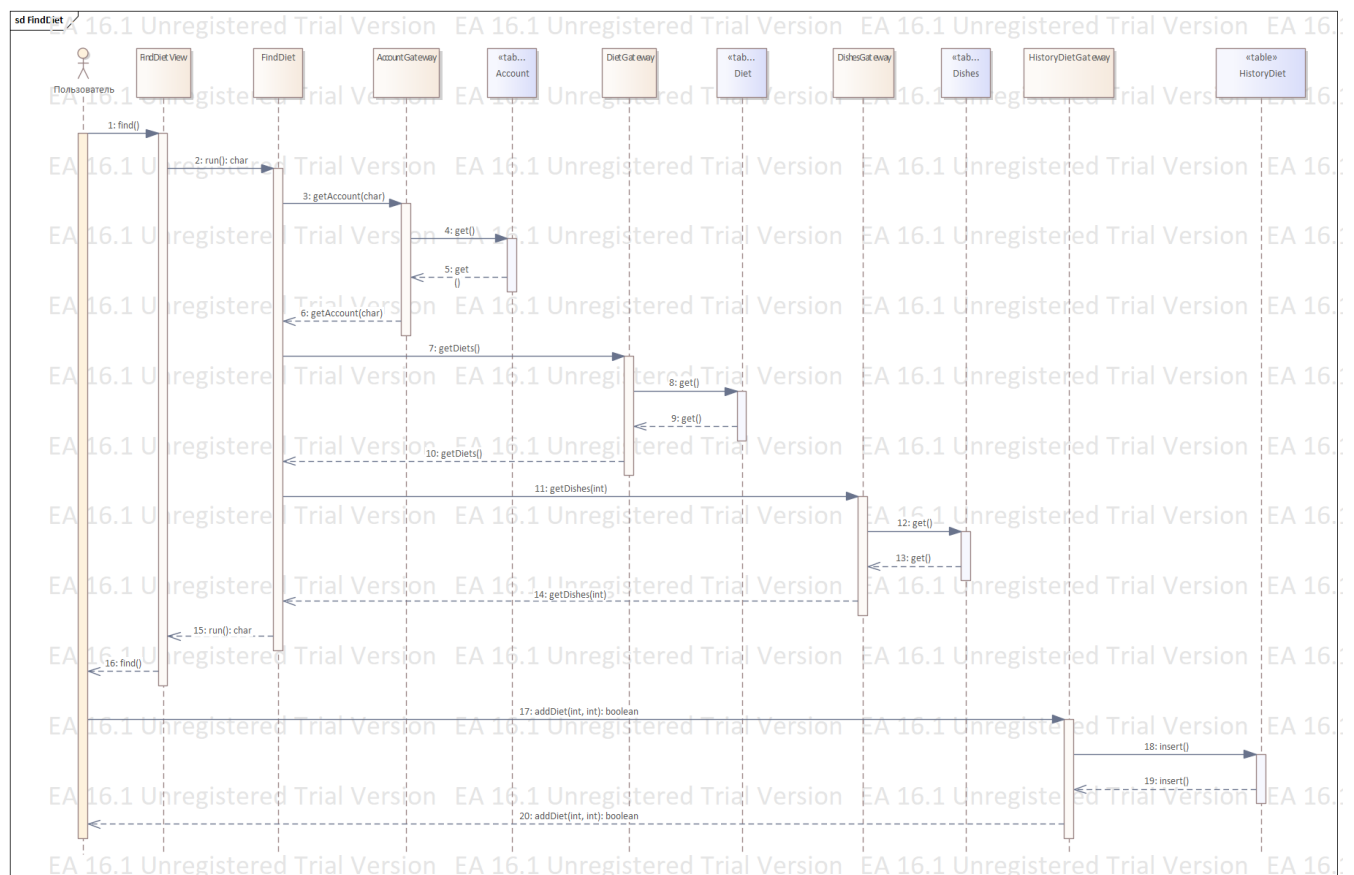 sd FindDiet
Пользователь
FindDietView
FindDiet
AccountGateway
«tab...
Account
DietGateway
«tab...
Diet
DishesGateway
«tab...
Dishes
HistoryDietGateway
«table»
HistoryDiet
1: find()
2: run(): char
3: getAccount(char)
4: get()
5: get
()
6: getAccount(char)
7: getDiets()
8: get()
9: get()
10: getDiets()
11: getDishes(int)
12: get()
13: get()
14: getDishes(int)
15: run(): char
16: find()
17: addDiet(int, int): boolean
18: insert()
19: insert()
20: addDiet(int, int): boolean
EA 16.1 Unregistered Trial Version